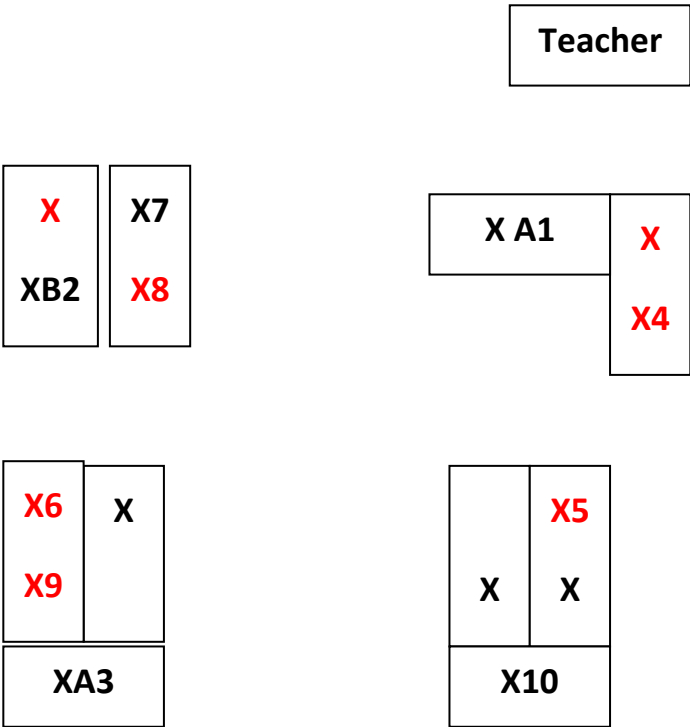 Teacher
X X7
XB2 X8
X A1 X
X4
X6 X
X9
XA3
X5
X X
X10